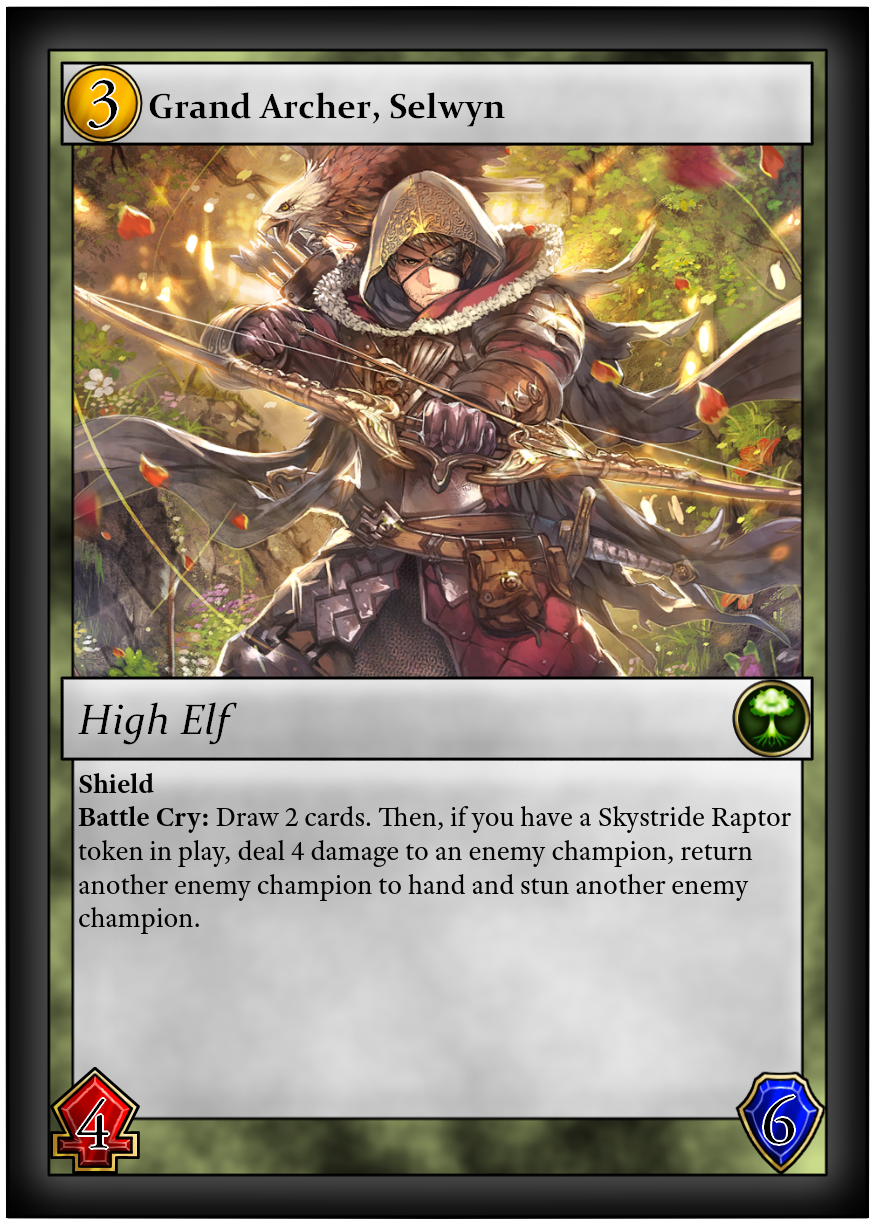 3
Grand Archer, Selwyn
High Elf
Shield
Battle Cry: Draw 2 cards. Then, if you have a Skystride Raptor
token in play, deal 4 damage to an enemy champion, return
another enemy champion to hand and stun another enemy
champion.
4
6